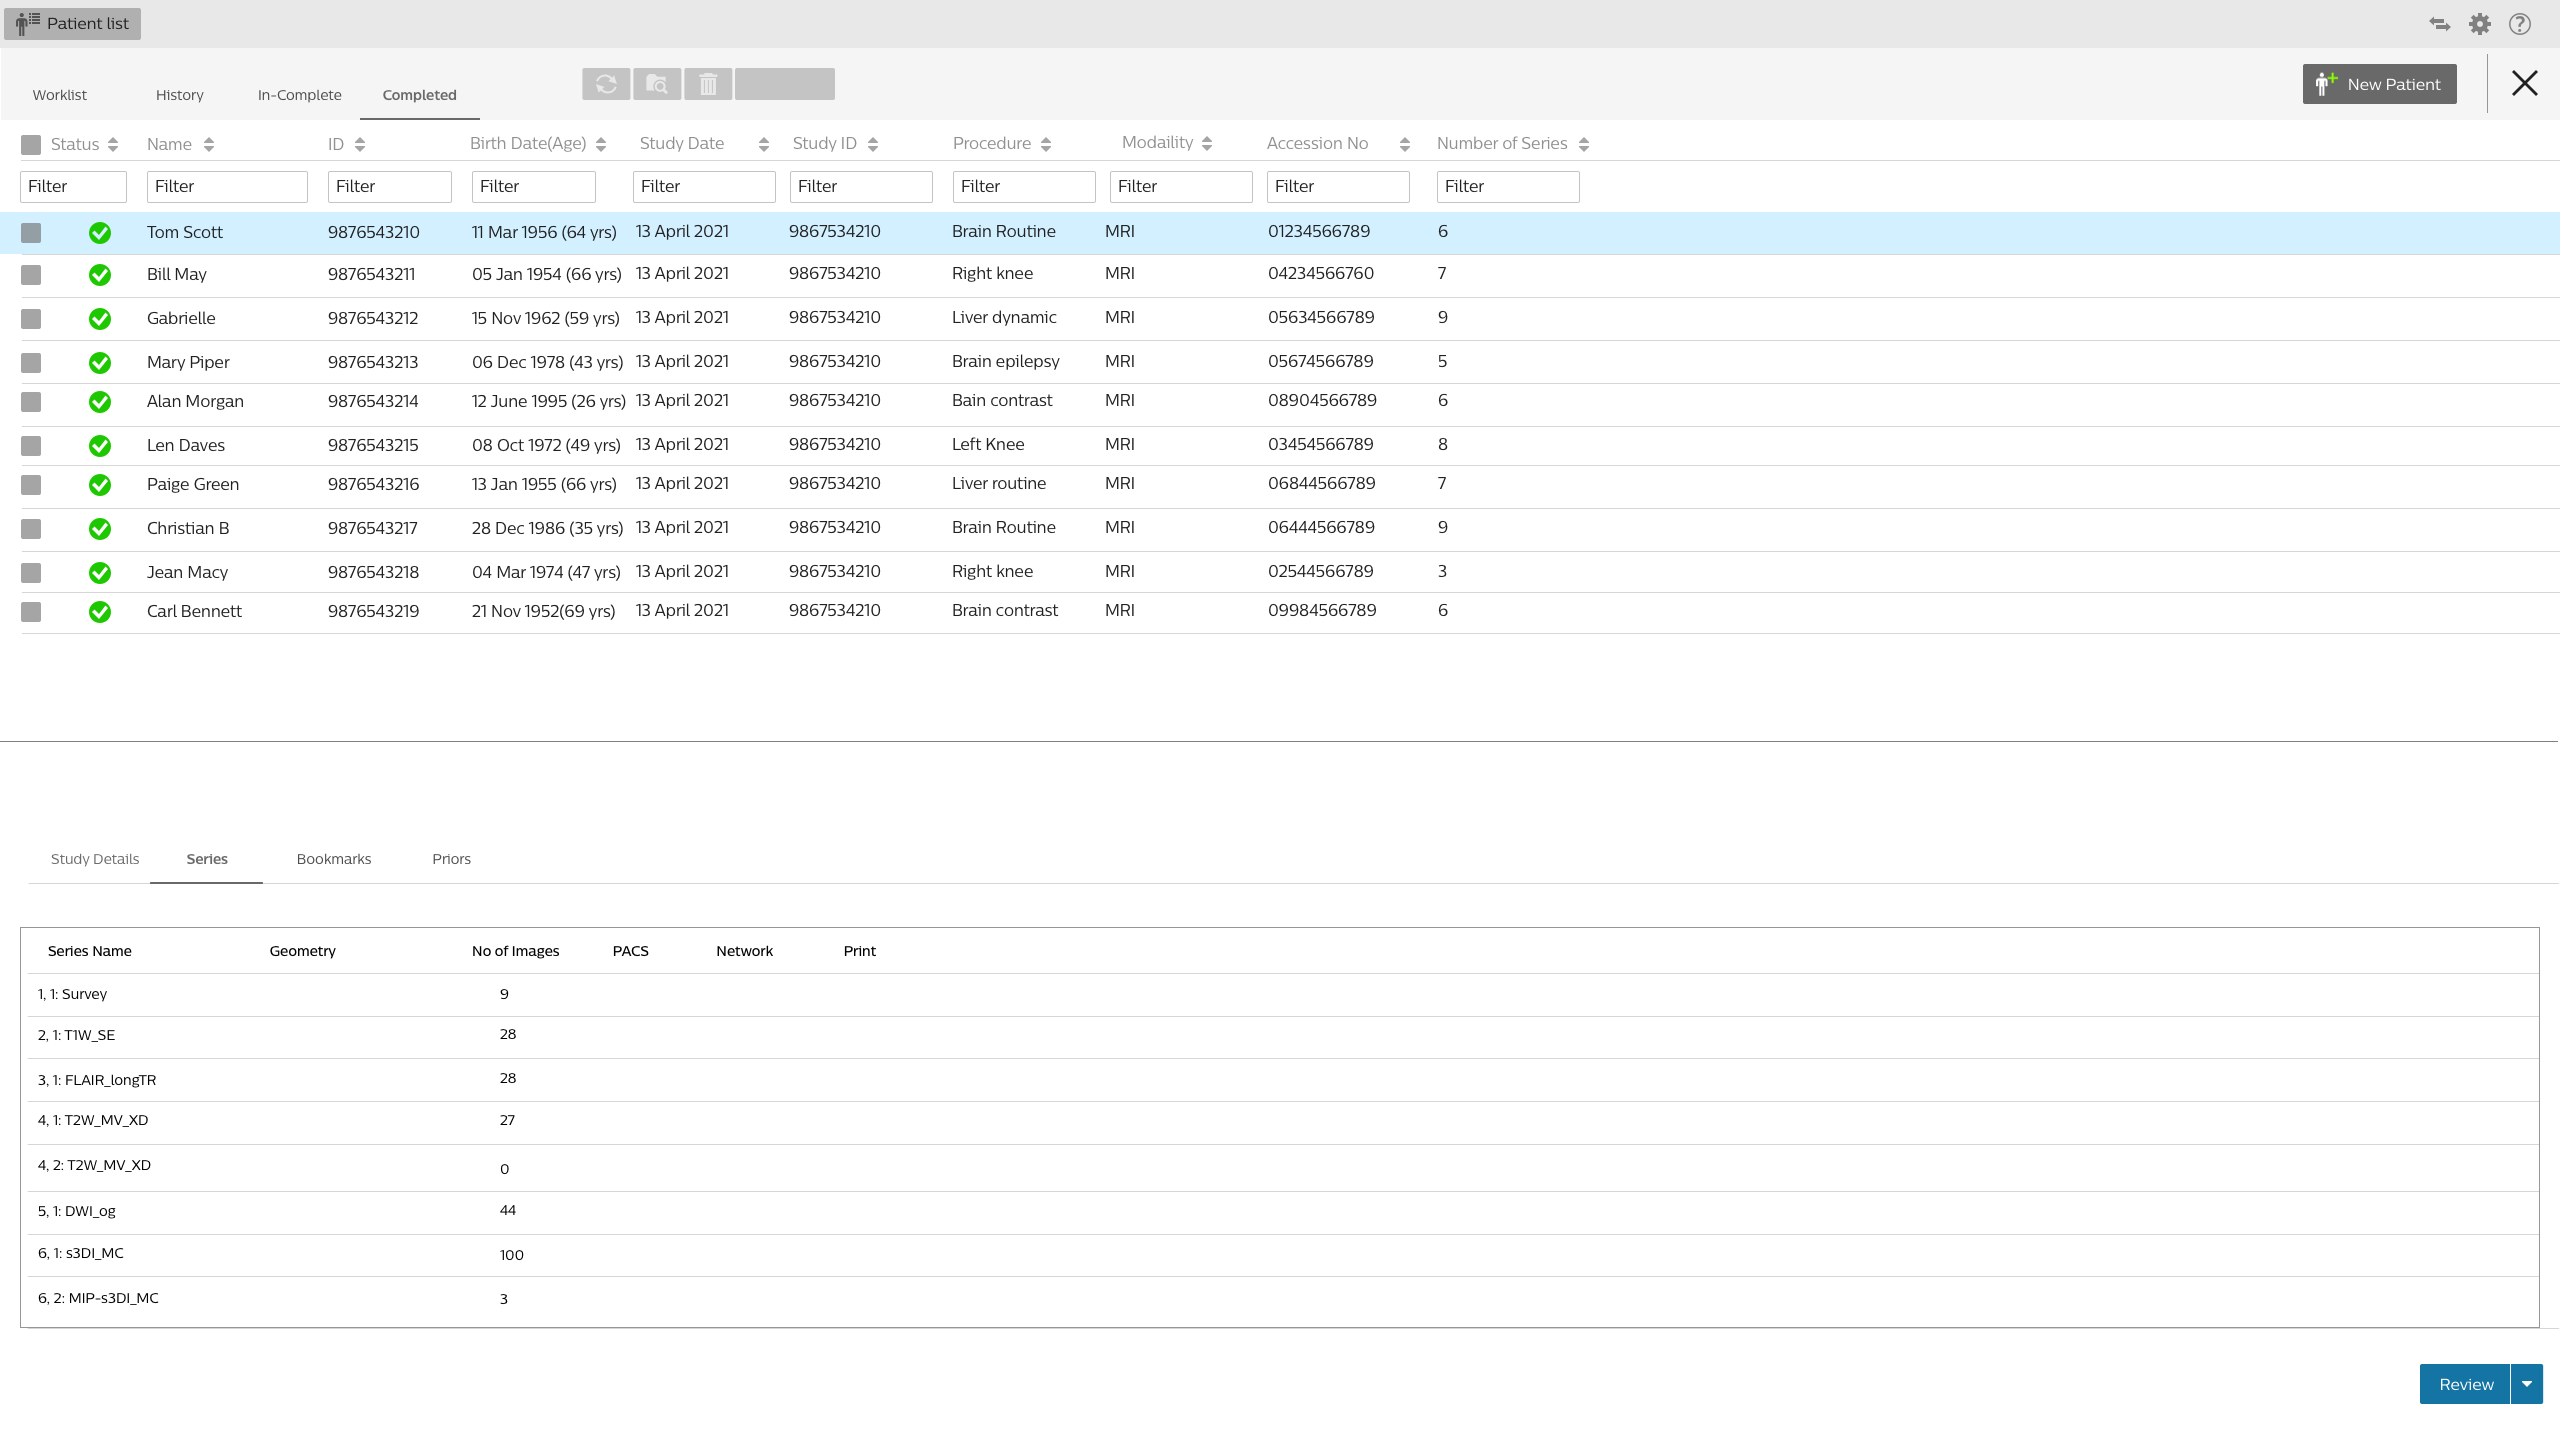 Patient list
Worklist History In-Complete Completed
New Patient
Status Name ID Birth Date(Age) Study Date Study ID Procedure Modaility Accession No Number of Series
Filter Filter Filter Filter Filter Filter Filter Filter Filter Filter
Tom Scott 9876543210 11 Mar 1956 (64 yrs) 13 April 2021 9867534210 Brain Routine MRI 01234566789 6
Bill May 9876543211 05 Jan 1954 (66 yrs) 13 April 2021 9867534210 Right knee MRI 04234566760 7
Gabrielle 9876543212 15 Nov 1962 (59 yrs) 13 April 2021 9867534210 Liver dynamic MRI 05634566789 9
Mary Piper 9876543213 06 Dec 1978 (43 yrs) 13 April 2021 9867534210 Brain epilepsy MRI 05674566789 5
Alan Morgan 9876543214 12 June 1995 (26 yrs) 13 April 2021 9867534210 Bain contrast MRI 08904566789 6
Len Daves 9876543215 08 Oct 1972 (49 yrs) 13 April 2021 9867534210 Left Knee MRI 03454566789 8
Paige Green 9876543216 13 Jan 1955 (66 yrs) 13 April 2021 9867534210 Liver routine MRI 06844566789 7
Christian B 9876543217 28 Dec 1986 (35 yrs) 13 April 2021 9867534210 Brain Routine MRI 06444566789 9
Jean Macy 9876543218 04 Mar 1974 (47 yrs) 13 April 2021 9867534210 Right knee MRI 02544566789 3
Carl Bennett 9876543219 21 Nov 1952(69 yrs) 13 April 2021 9867534210 Brain contrast MRI 09984566789 6
Study Details Series Bookmarks Priors
Series Name Geometry No of Images PACS Network Print
1, 1: Survey 9
2, 1: T1W_SE 28
3, 1: FLAIR_longTR 28
4, 1: T2W_MV_XD 27
4, 2: T2W_MV_XD 0
5, 1: DWI_og 44
6, 1: s3DI_MC 100
6, 2: MIP-s3DI_MC 3
Review